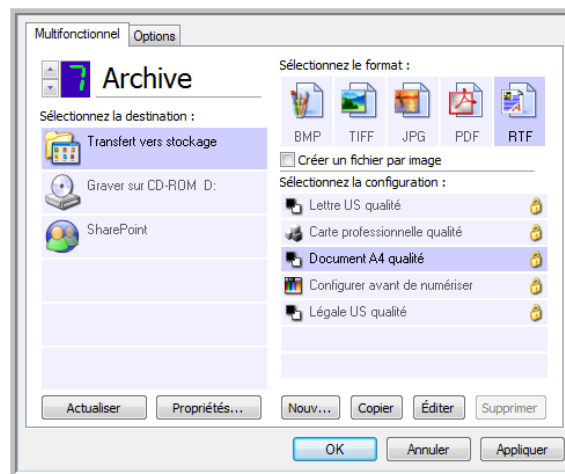 Multifonctionnel
Options
7 Archive
Sélectionnez la destination :
Transfert vers stockage
Graver sur CD-ROM D:
SharePoint
Actualiser
Propriétés...
Sélectionnez le format :
BMP TIFF JPG PDF RTF
Créer un fichier par image
Sélectionnez la configuration :
Lettre US qualité
Carte professionnelle qualité
Document A4 qualité
Configurer avant de numériser
Légale US qualité
Nouv... Copier Éditer Supprimer
OK Annuler Appliquer